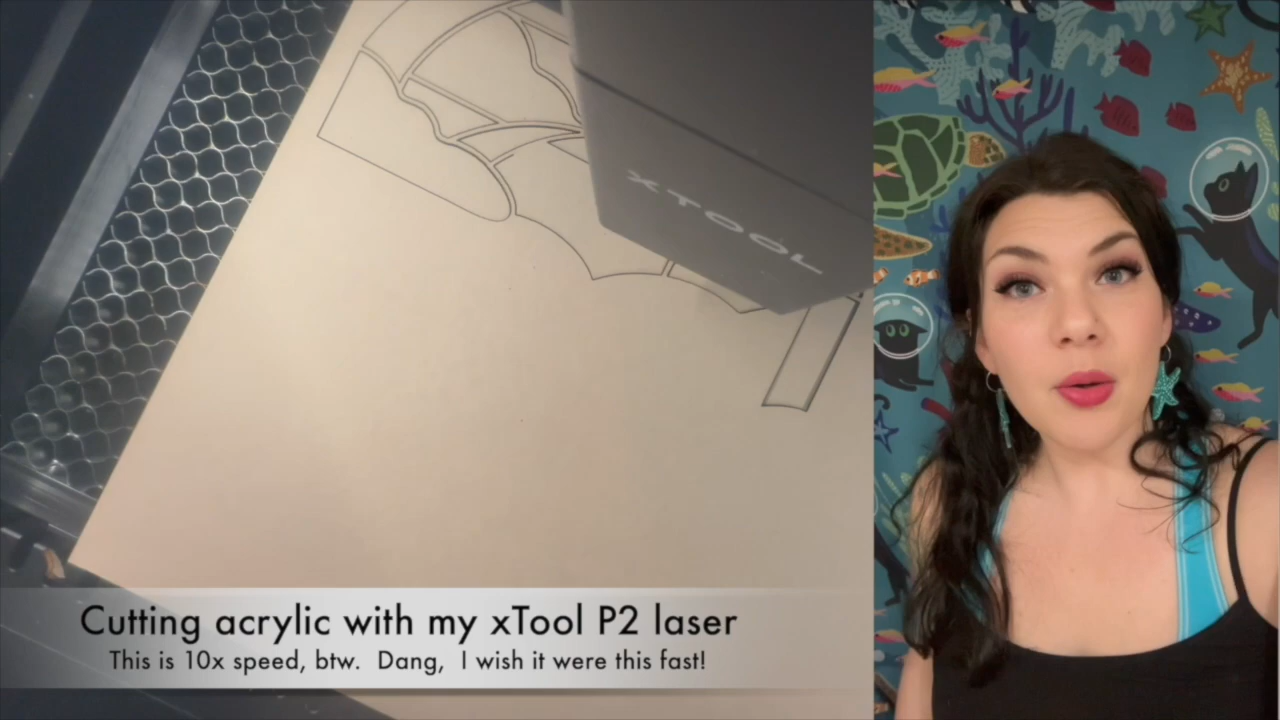 XTOOL
Cutting acrylic with my xTool P2 laser
This is 10x speed, btw. Dang, I wish it were this fast!